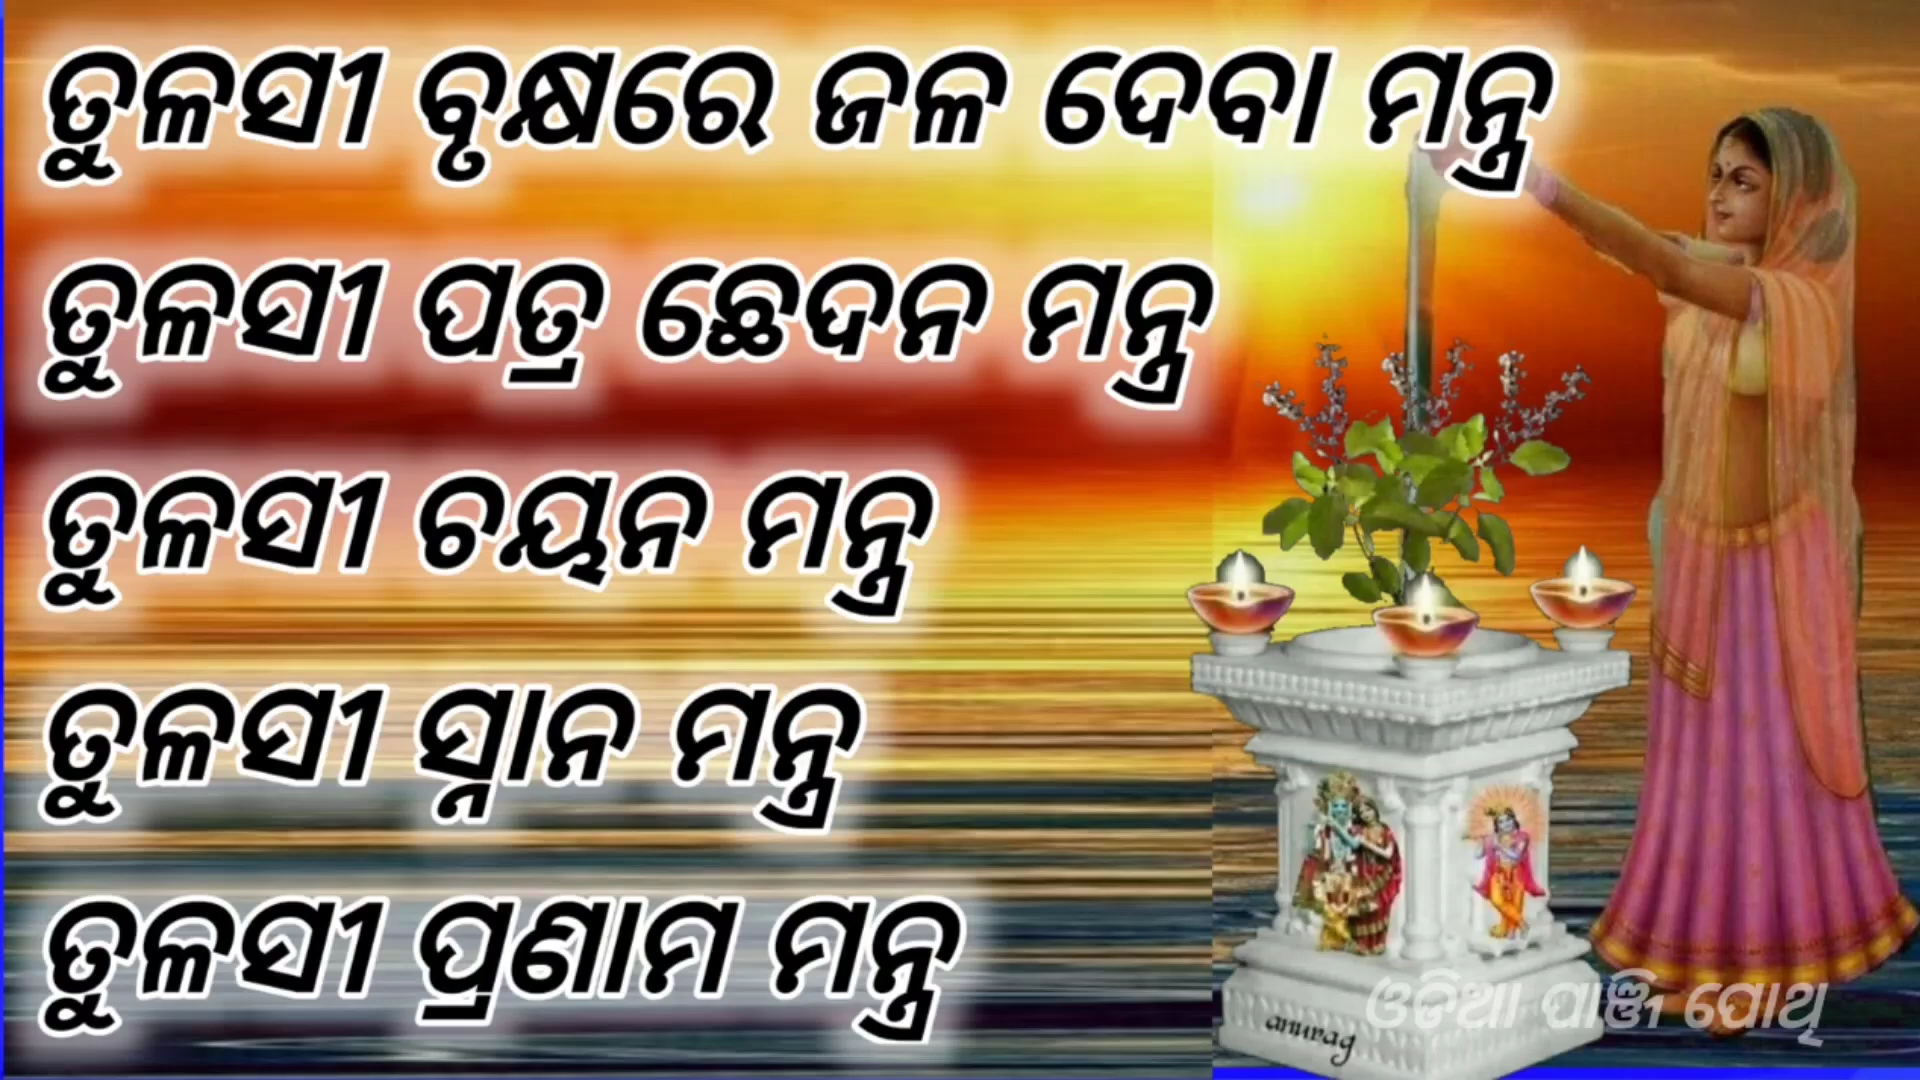 ତୁଳସୀ ବୃକ୍ଷରେ ଜଳ ଦେବା ମନ୍ତ୍ର
ତୁଳସୀ ପତ୍ର ଛେଦନ ମନ୍ତ୍ର
ତୁଳସୀ ଚୟନ ମନ୍ତ୍ର
ତୁଳସୀ ସ୍ନାନ ମନ୍ତ୍ର
ତୁଳସୀ ପ୍ରଣାମ ମନ୍ତ୍ର
anurag
ଓଡିଆ ପାଞ୍ଜି ପୋଥି